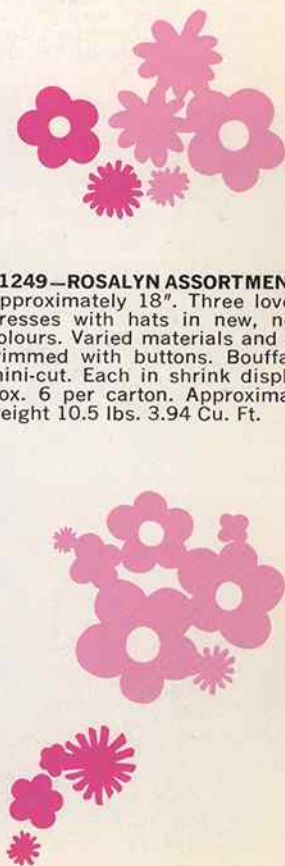 1249—ROSALYN ASSORTMEN
pproximately 18". Three love
resses with hats in new, n
olours. Varied materials and
rimmed with buttons. Bouffa
ini-cut. Each in shrink displ
ox. 6 per carton. Approxima
eight 10.5 lbs. 3.94 Cu. Ft.